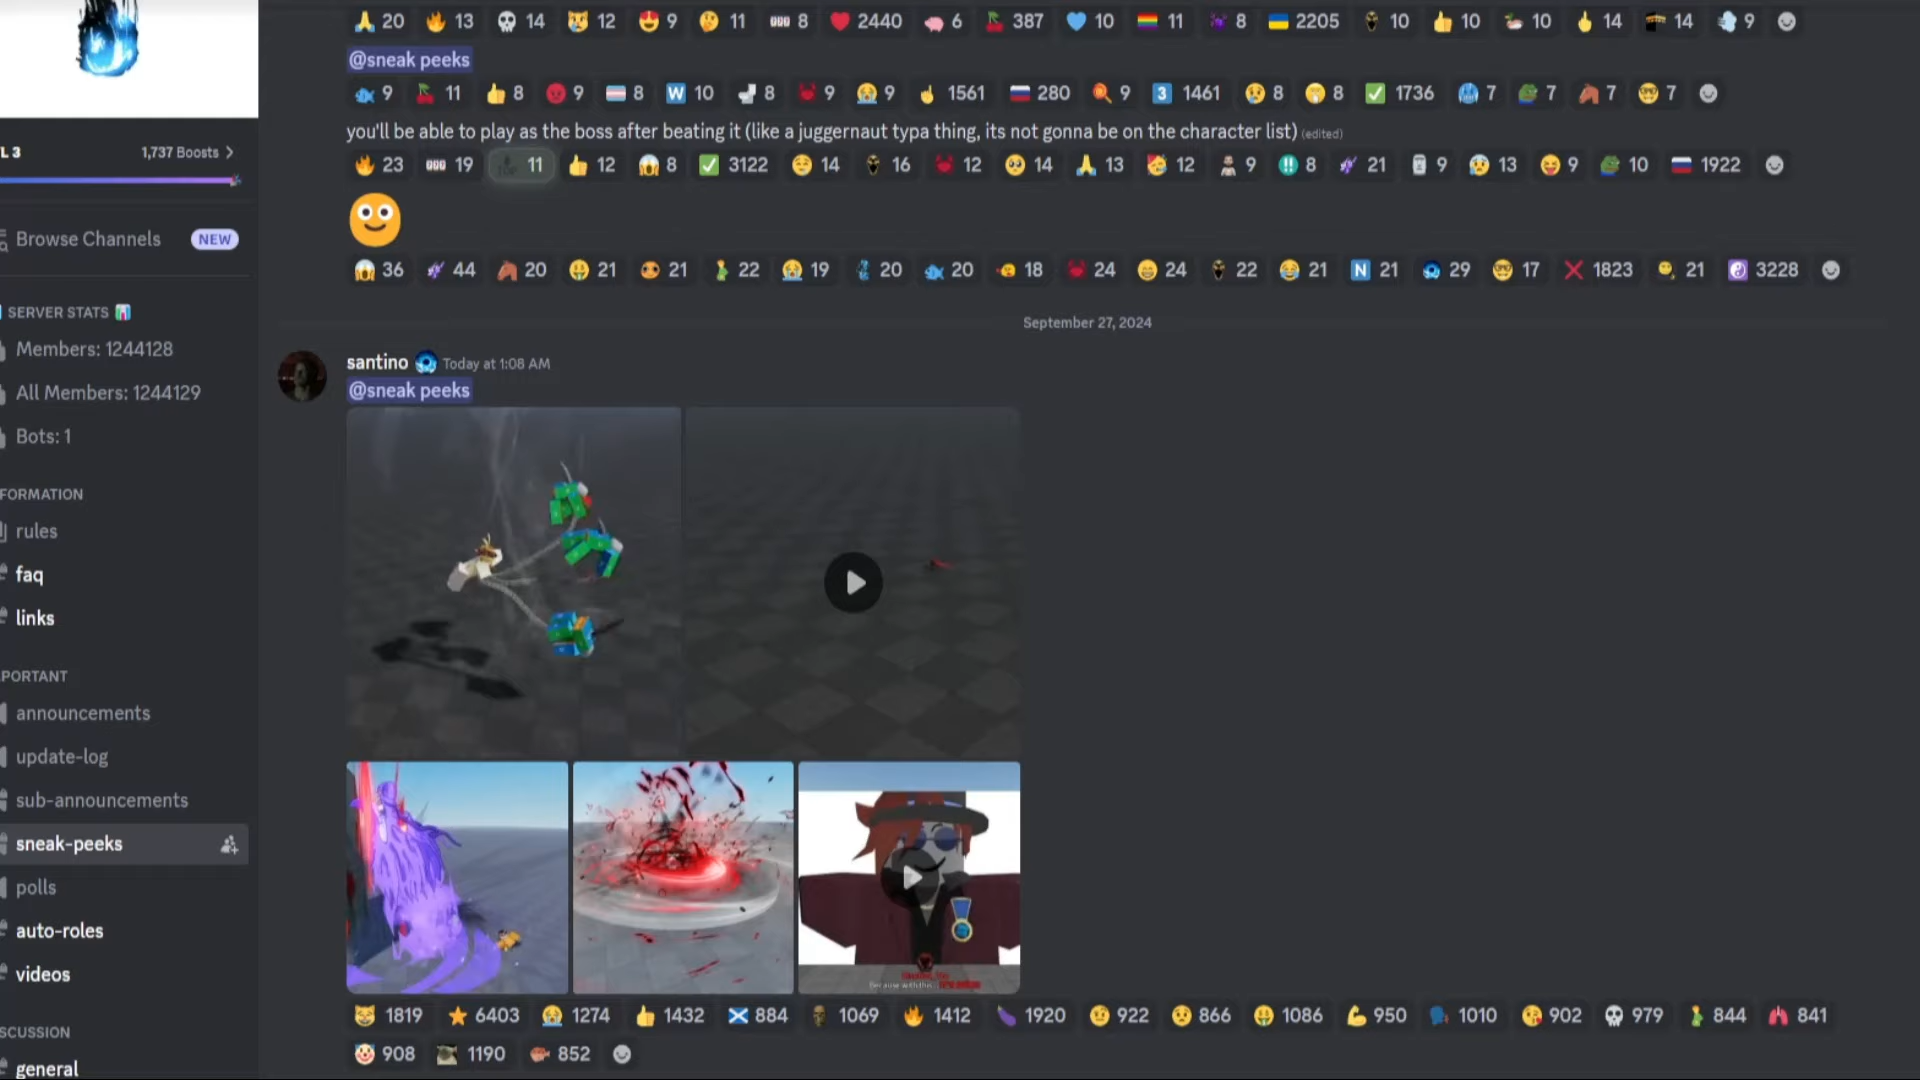 20 13 14 12 9 11 8 2440 6 387 10 11 8 2205 10 10 10 14 14 9
@sneak peeks
9 11 8 9 8 W 10 8 9 9 1561 280 9 3 1461 8 8 1736 7 7 7 7
you'll be able to play as the boss after beating it (like a juggernaut typa thing, its not gonna be on the character list) (edited)
23 19 11 12 8 3122 14 16 12 14 13 12 9 8 21 9 13 9 10 1922
36 44 20 21 21 22 19 20 20 18 24 24 22 21 N 21 29 17 1823 21 3228
September 27, 2024
santino Today at 1:08 AM
@sneak peeks
Because with this...
1819 6403 1274 1432 884 1069 1412 1920 922 866 1086 950 1010 902 979 844 841
908 1190 852
L 3 1,737 Boosts
Browse Channels NEW
SERVER STATS
Members: 1244128
All Members: 1244129
Bots: 1
FORMATION
rules
faq
links
PORTANT
announcements
update-log
sub-announcements
sneak-peeks
polls
auto-roles
videos
SCUSSION
general